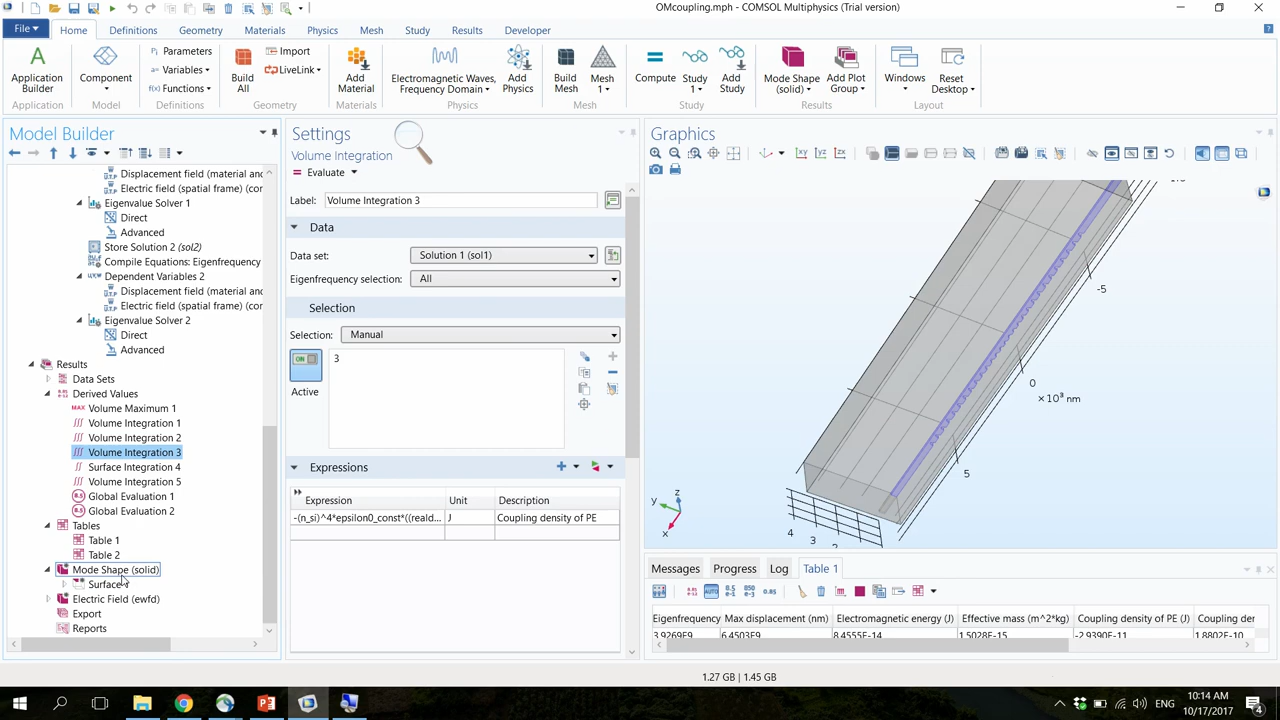 OMcoupling.mph - COMSOL Multiphysics (Trial version)
File Home Definitions Geometry Materials Physics Mesh Study Results Developer
Application Builder
Component
Parameters
Variables
Functions
Build All
Import
LiveLink
Add Material
Electromagnetic Waves, Frequency Domain
Add Physics
Build Mesh
Mesh 1
Compute
Study 1
Add Study
Mode Shape (solid)
Add Plot Group
Windows
Reset Desktop
Application Model Definitions Geometry Materials Physics Mesh Study Results Layout
Model Builder
Displacement field (material and
Electric field (spatial frame) (cor
Eigenvalue Solver 1
Direct
Advanced
Store Solution 2 (sol2)
Compile Equations: Eigenfrequency
Dependent Variables 2
Displacement field (material and
Electric field (spatial frame) (cor
Eigenvalue Solver 2
Direct
Advanced
Results
Data Sets
Derived Values
MAX Volume Maximum 1
Volume Integration 1
Volume Integration 2
Volume Integration 3
Surface Integration 4
Volume Integration 5
Global Evaluation 1
Global Evaluation 2
Tables
Table 1
Table 2
Mode Shape (solid)
Surface
Electric Field (ewfd)
Export
Reports
Settings
Volume Integration
= Evaluate
Label: Volume Integration 3
Data
Data set: Solution 1 (sol1)
Eigenfrequency selection: All
Selection
Selection: Manual
ON
Active
3
Expressions
Expression Unit Description
-(n_si)^4*epsilon0_const*((reald... J Coupling density of PE
Graphics
-5
0
×10³ nm
5
4 3 2
y z x
Messages Progress Log Table 1
Eigenfrequency Max displacement (nm) Electromagnetic energy (J) Effective mass (m^2*kg) Coupling density of PE (J) Coupling der
3.9269E9 6.4503E9 8.4555E-14 1.5028E-15 -2.9390E-11 1.8802E-10
1.27 GB | 1.45 GB
ENG
10:14 AM
10/17/2017
4